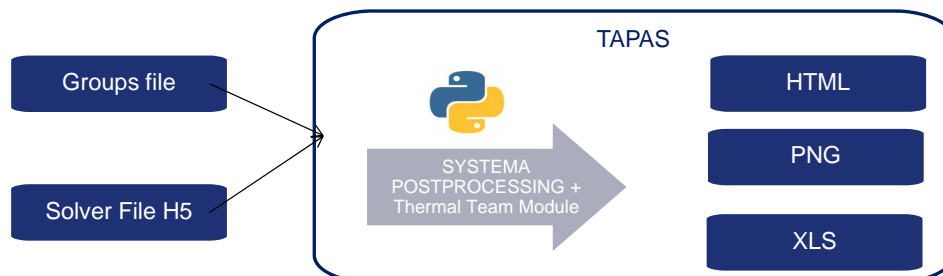 TAPAS
Groups file
Solver File H5
SYSTEMA
POSTPROCESSING +
Thermal Team Module
HTML
PNG
XLS